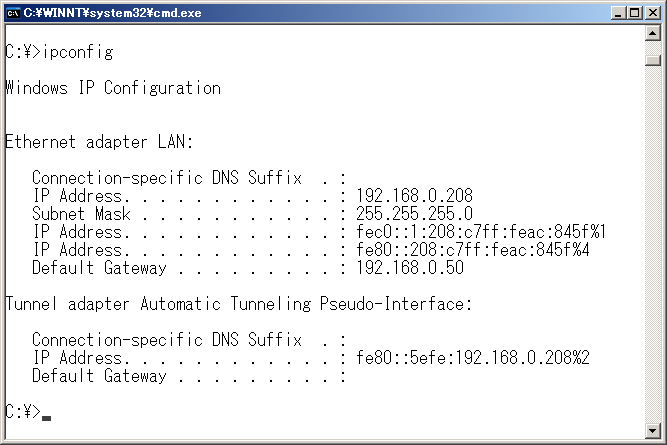 C:¥WINNT¥system32¥cmd.exe
C:¥>ipconfig
Windows IP Configuration
Ethernet adapter LAN:
Connection-specific DNS Suffix . :
IP Address. . . . . . . . . . . . : 192.168.0.208
Subnet Mask . . . . . . . . . . . : 255.255.255.0
IP Address. . . . . . . . . . . . : fec0::1:208:c7ff:feac:845f%1
IP Address. . . . . . . . . . . . : fe80::208:c7ff:feac:845f%4
Default Gateway . . . . . . . . . : 192.168.0.50
Tunnel adapter Automatic Tunneling Pseudo-Interface:
Connection-specific DNS Suffix . :
IP Address. . . . . . . . . . . . : fe80::5efe:192.168.0.208%2
Default Gateway . . . . . . . . . :
C:¥>_